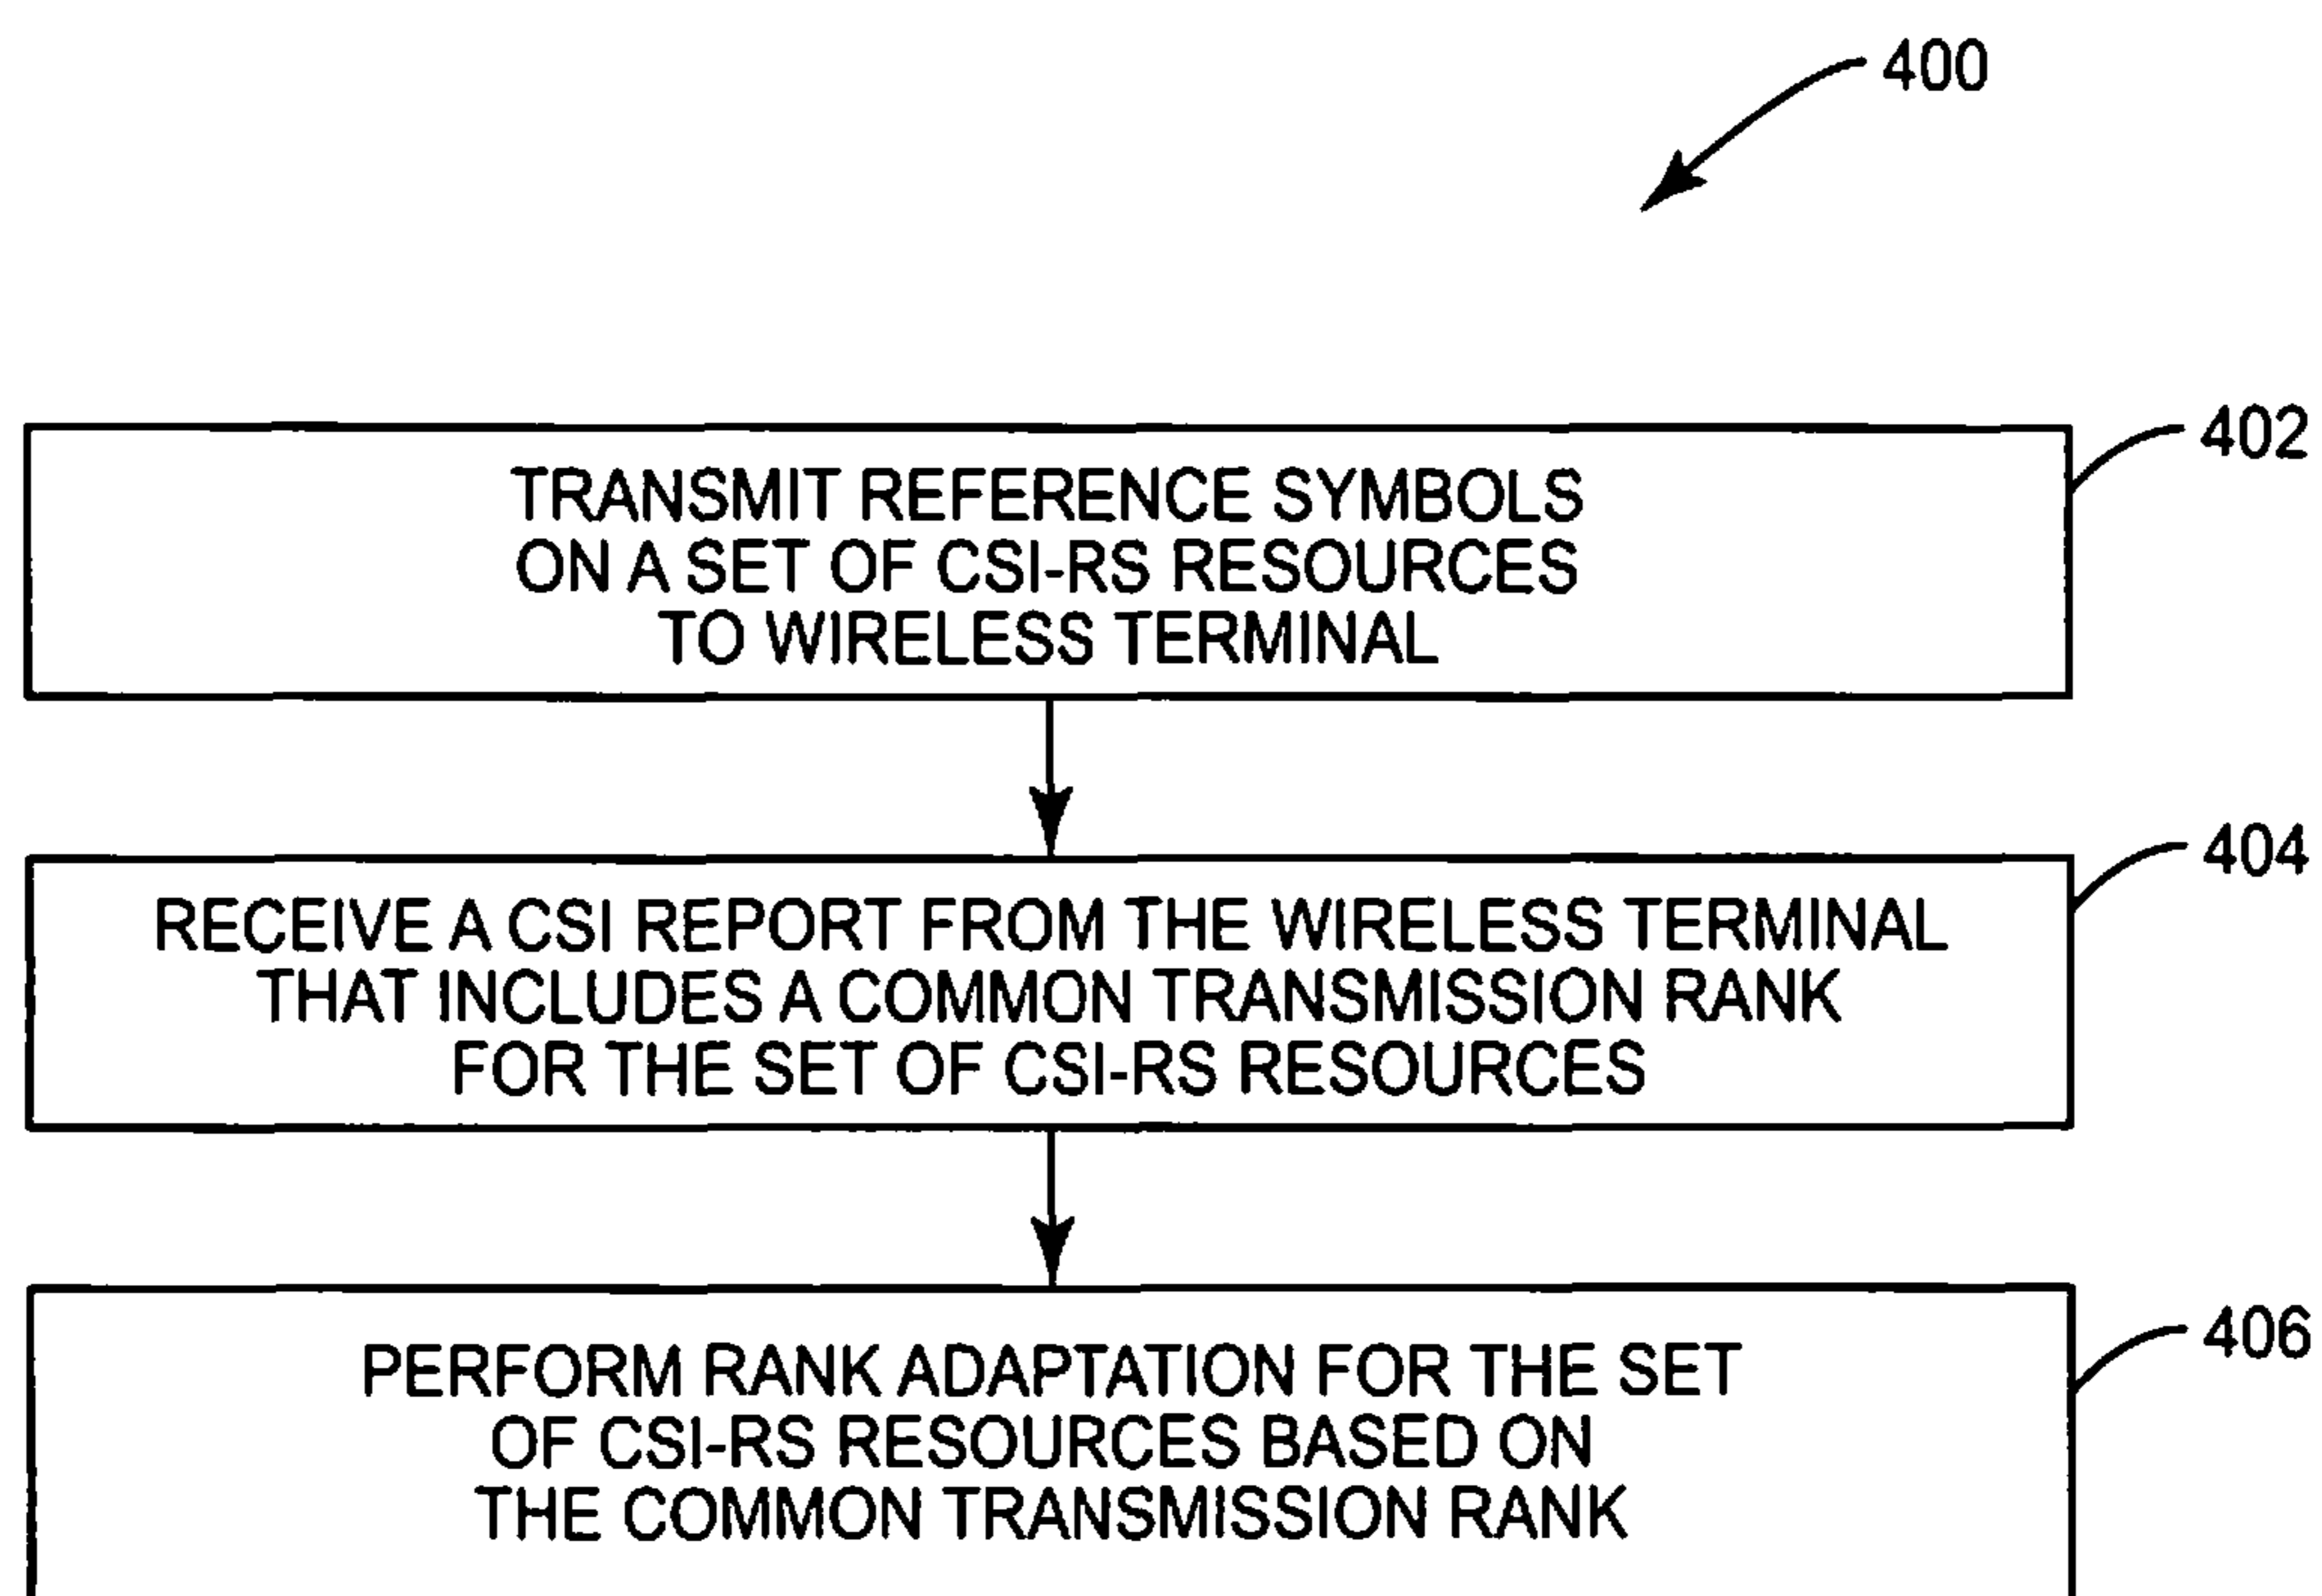 400
402
TRANSMIT REFERENCE SYMBOLS
ON A SET OF CSI-RS RESOURCES
TO WIRELESS TERMINAL
404
RECEIVE A CSI REPORT FROM THE WIRELESS TERMINAL
THAT INCLUDES A COMMON TRANSMISSION RANK
FOR THE SET OF CSI-RS RESOURCES
406
PERFORM RANK ADAPTATION FOR THE SET
OF CSI-RS RESOURCES BASED ON
THE COMMON TRANSMISSION RANK